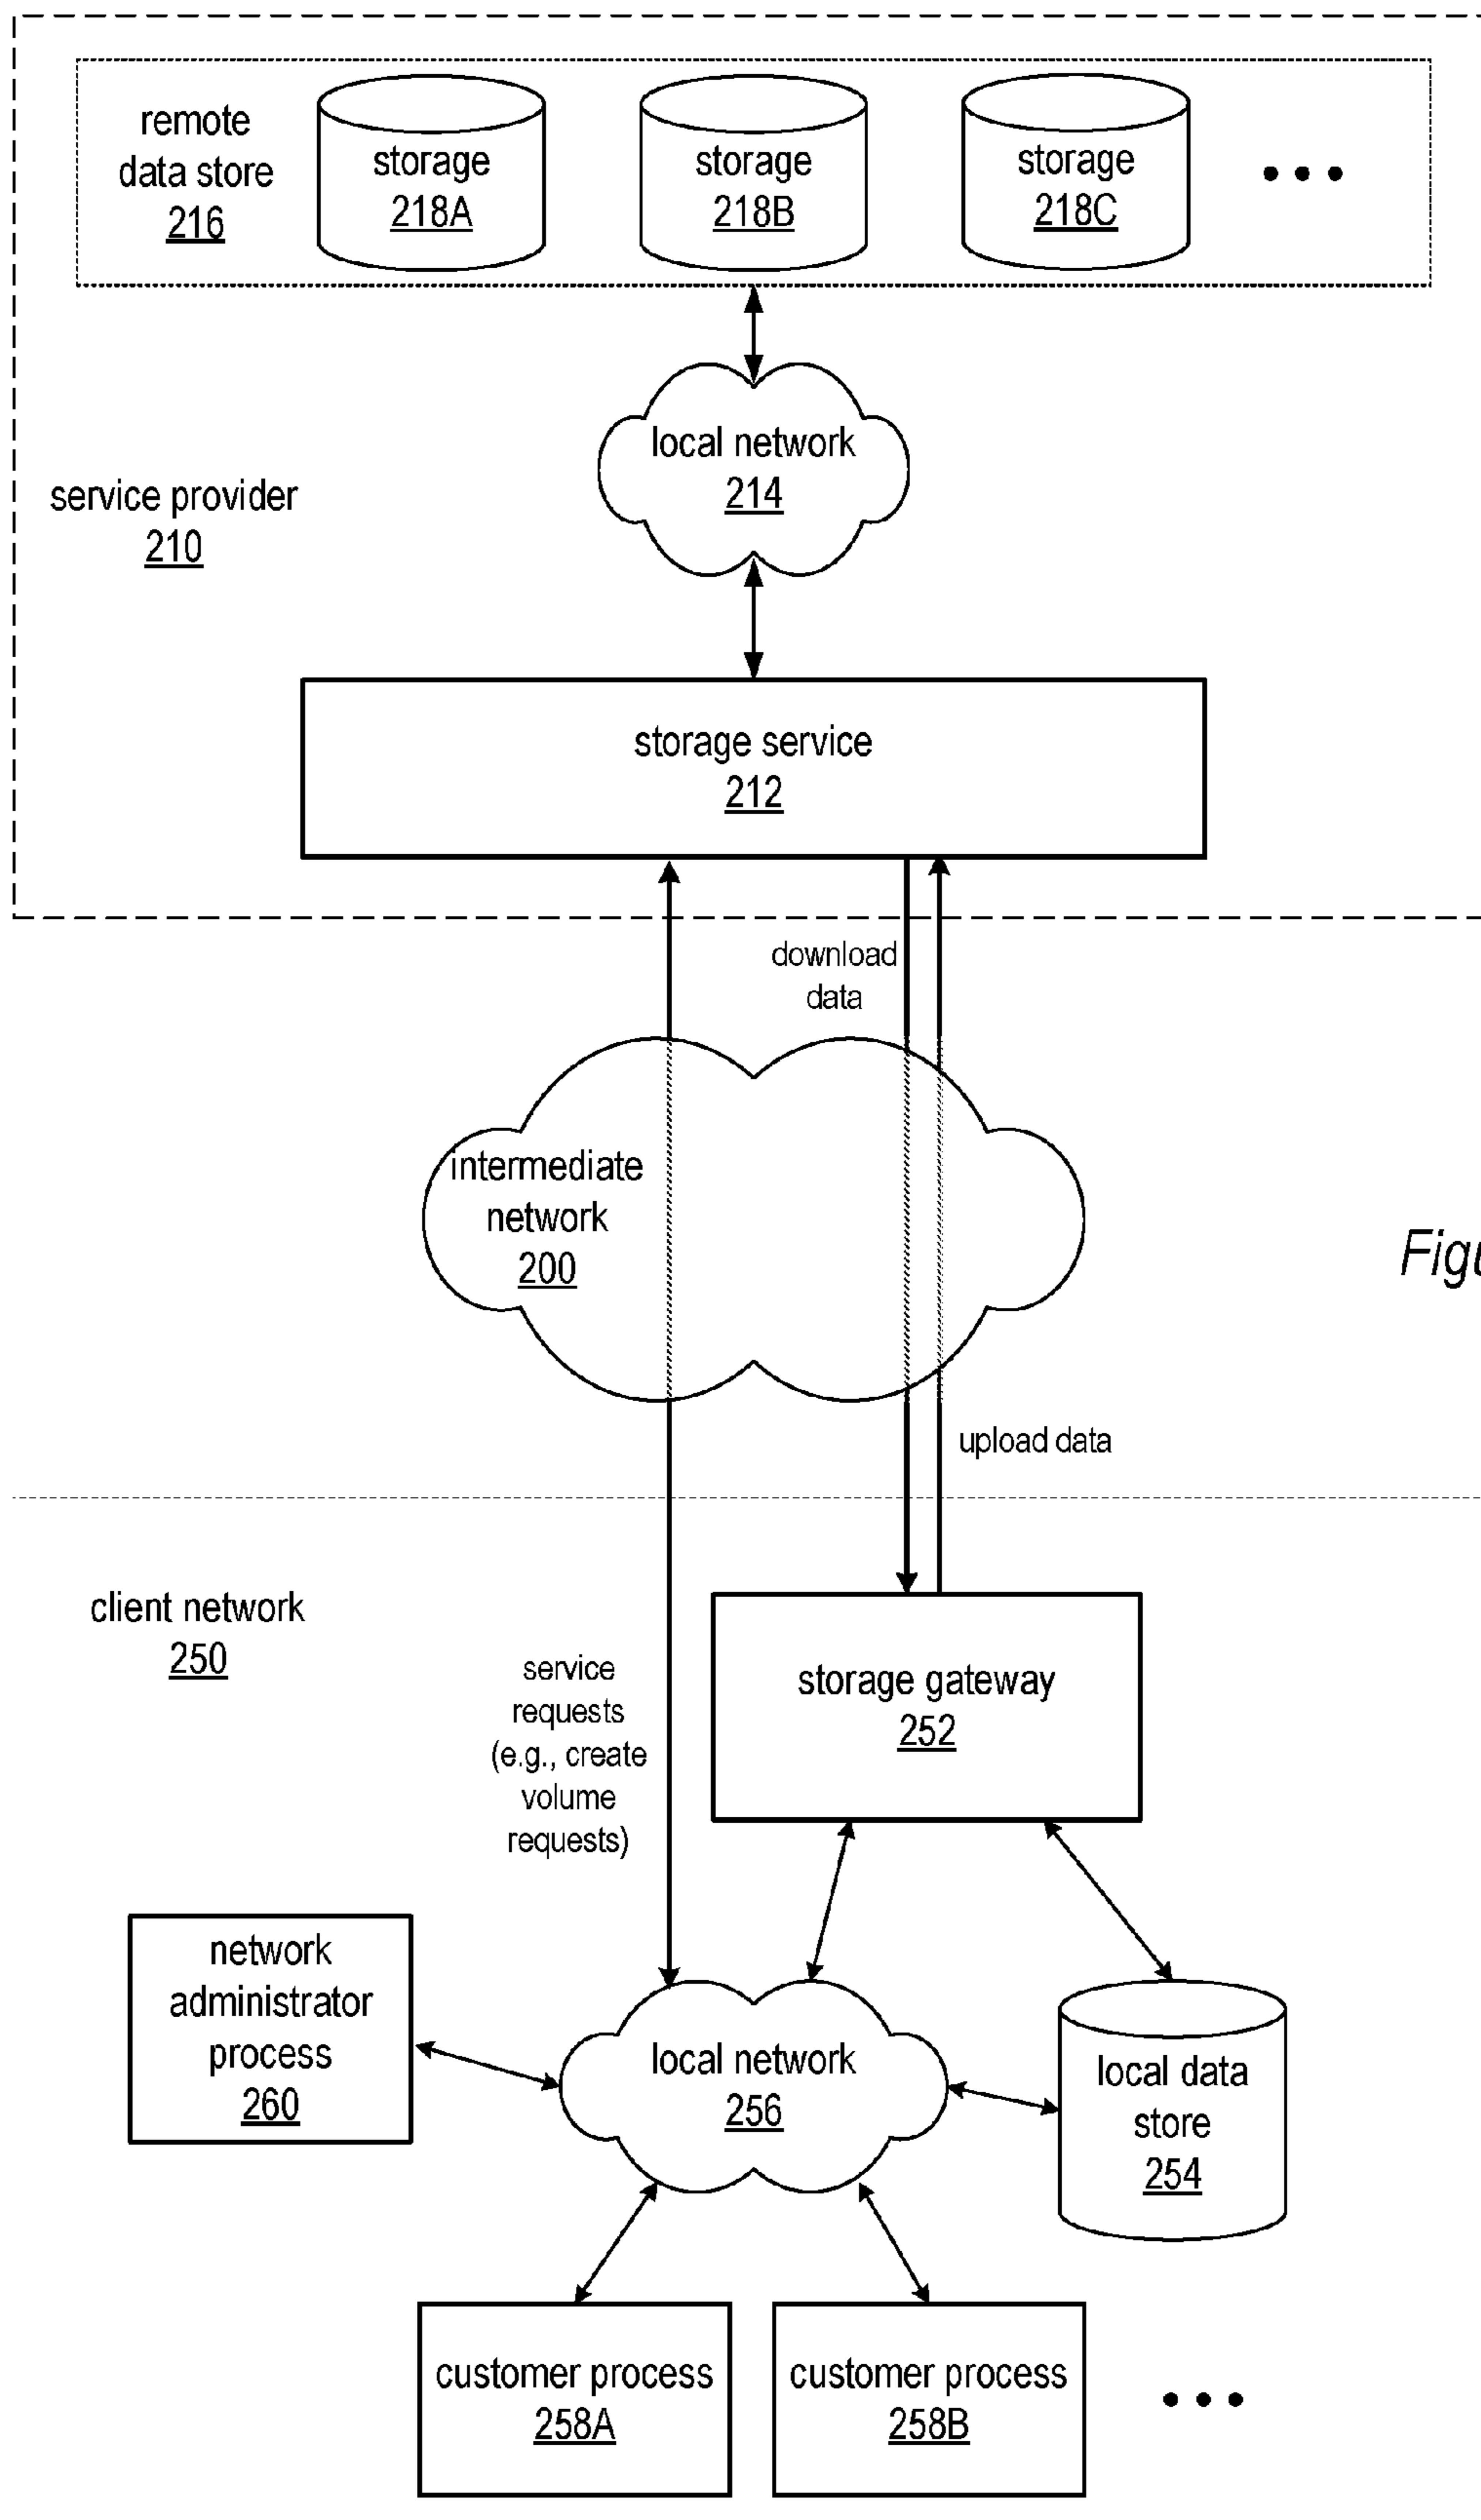 remote
data store
216
storage
218A
storage
218B
storage
218C
local network
214
service provider
210
storage service
212
download
data
intermediate
network
200
upload data
client network
250
service
requests
(e.g., create
volume
requests)
storage gateway
252
network
administrator
process
260
local network
256
local data
store
254
customer process
258A
customer process
258B